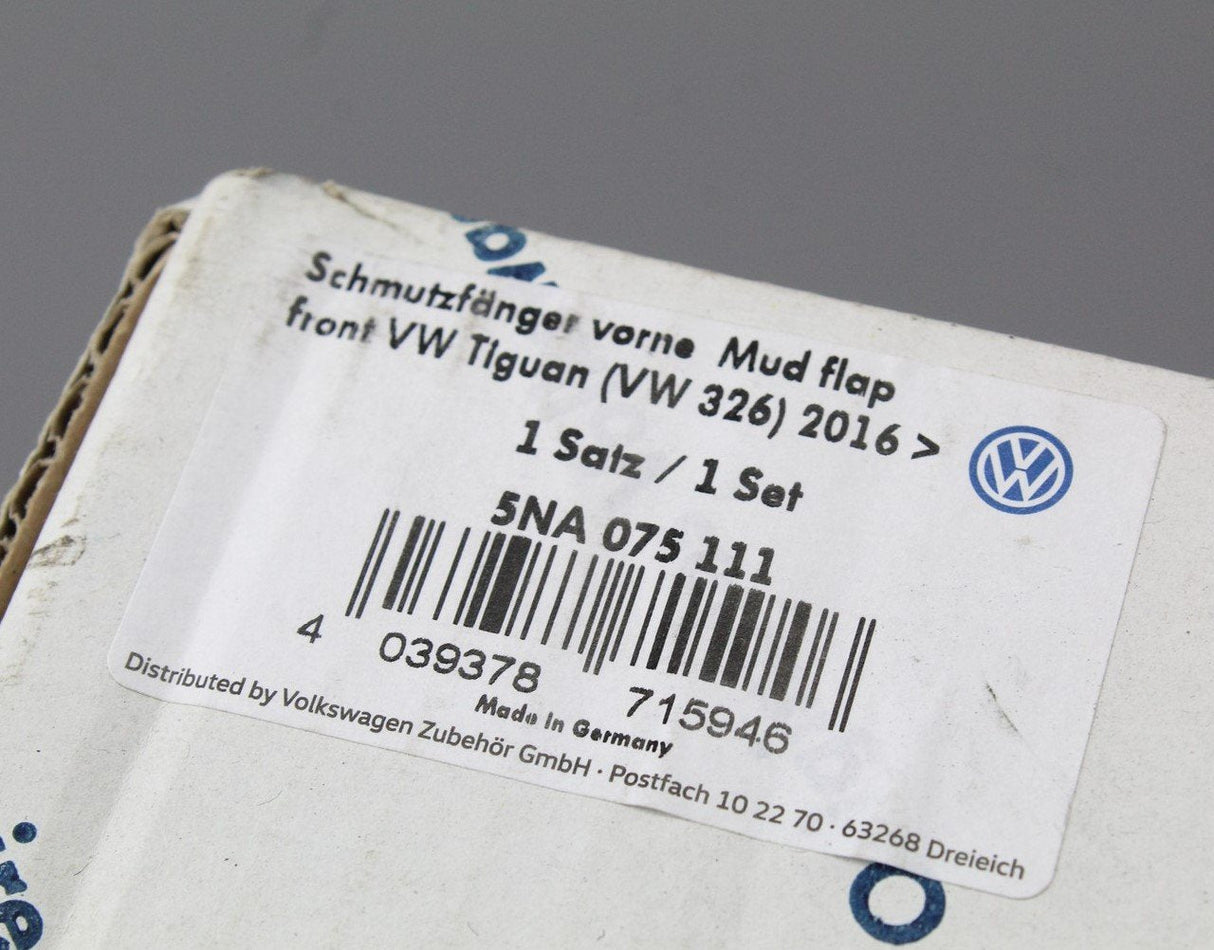 Schmutzfänger vorne Mud flap
front VW Tiguan (VW 326) 2016 >
1 Satz / 1 Set
5NA 075 111
4 039378 715946
Made in Germany
Distributed by Volkswagen Zubehör GmbH · Postfach 10 22 70 · 63268 Dreieich